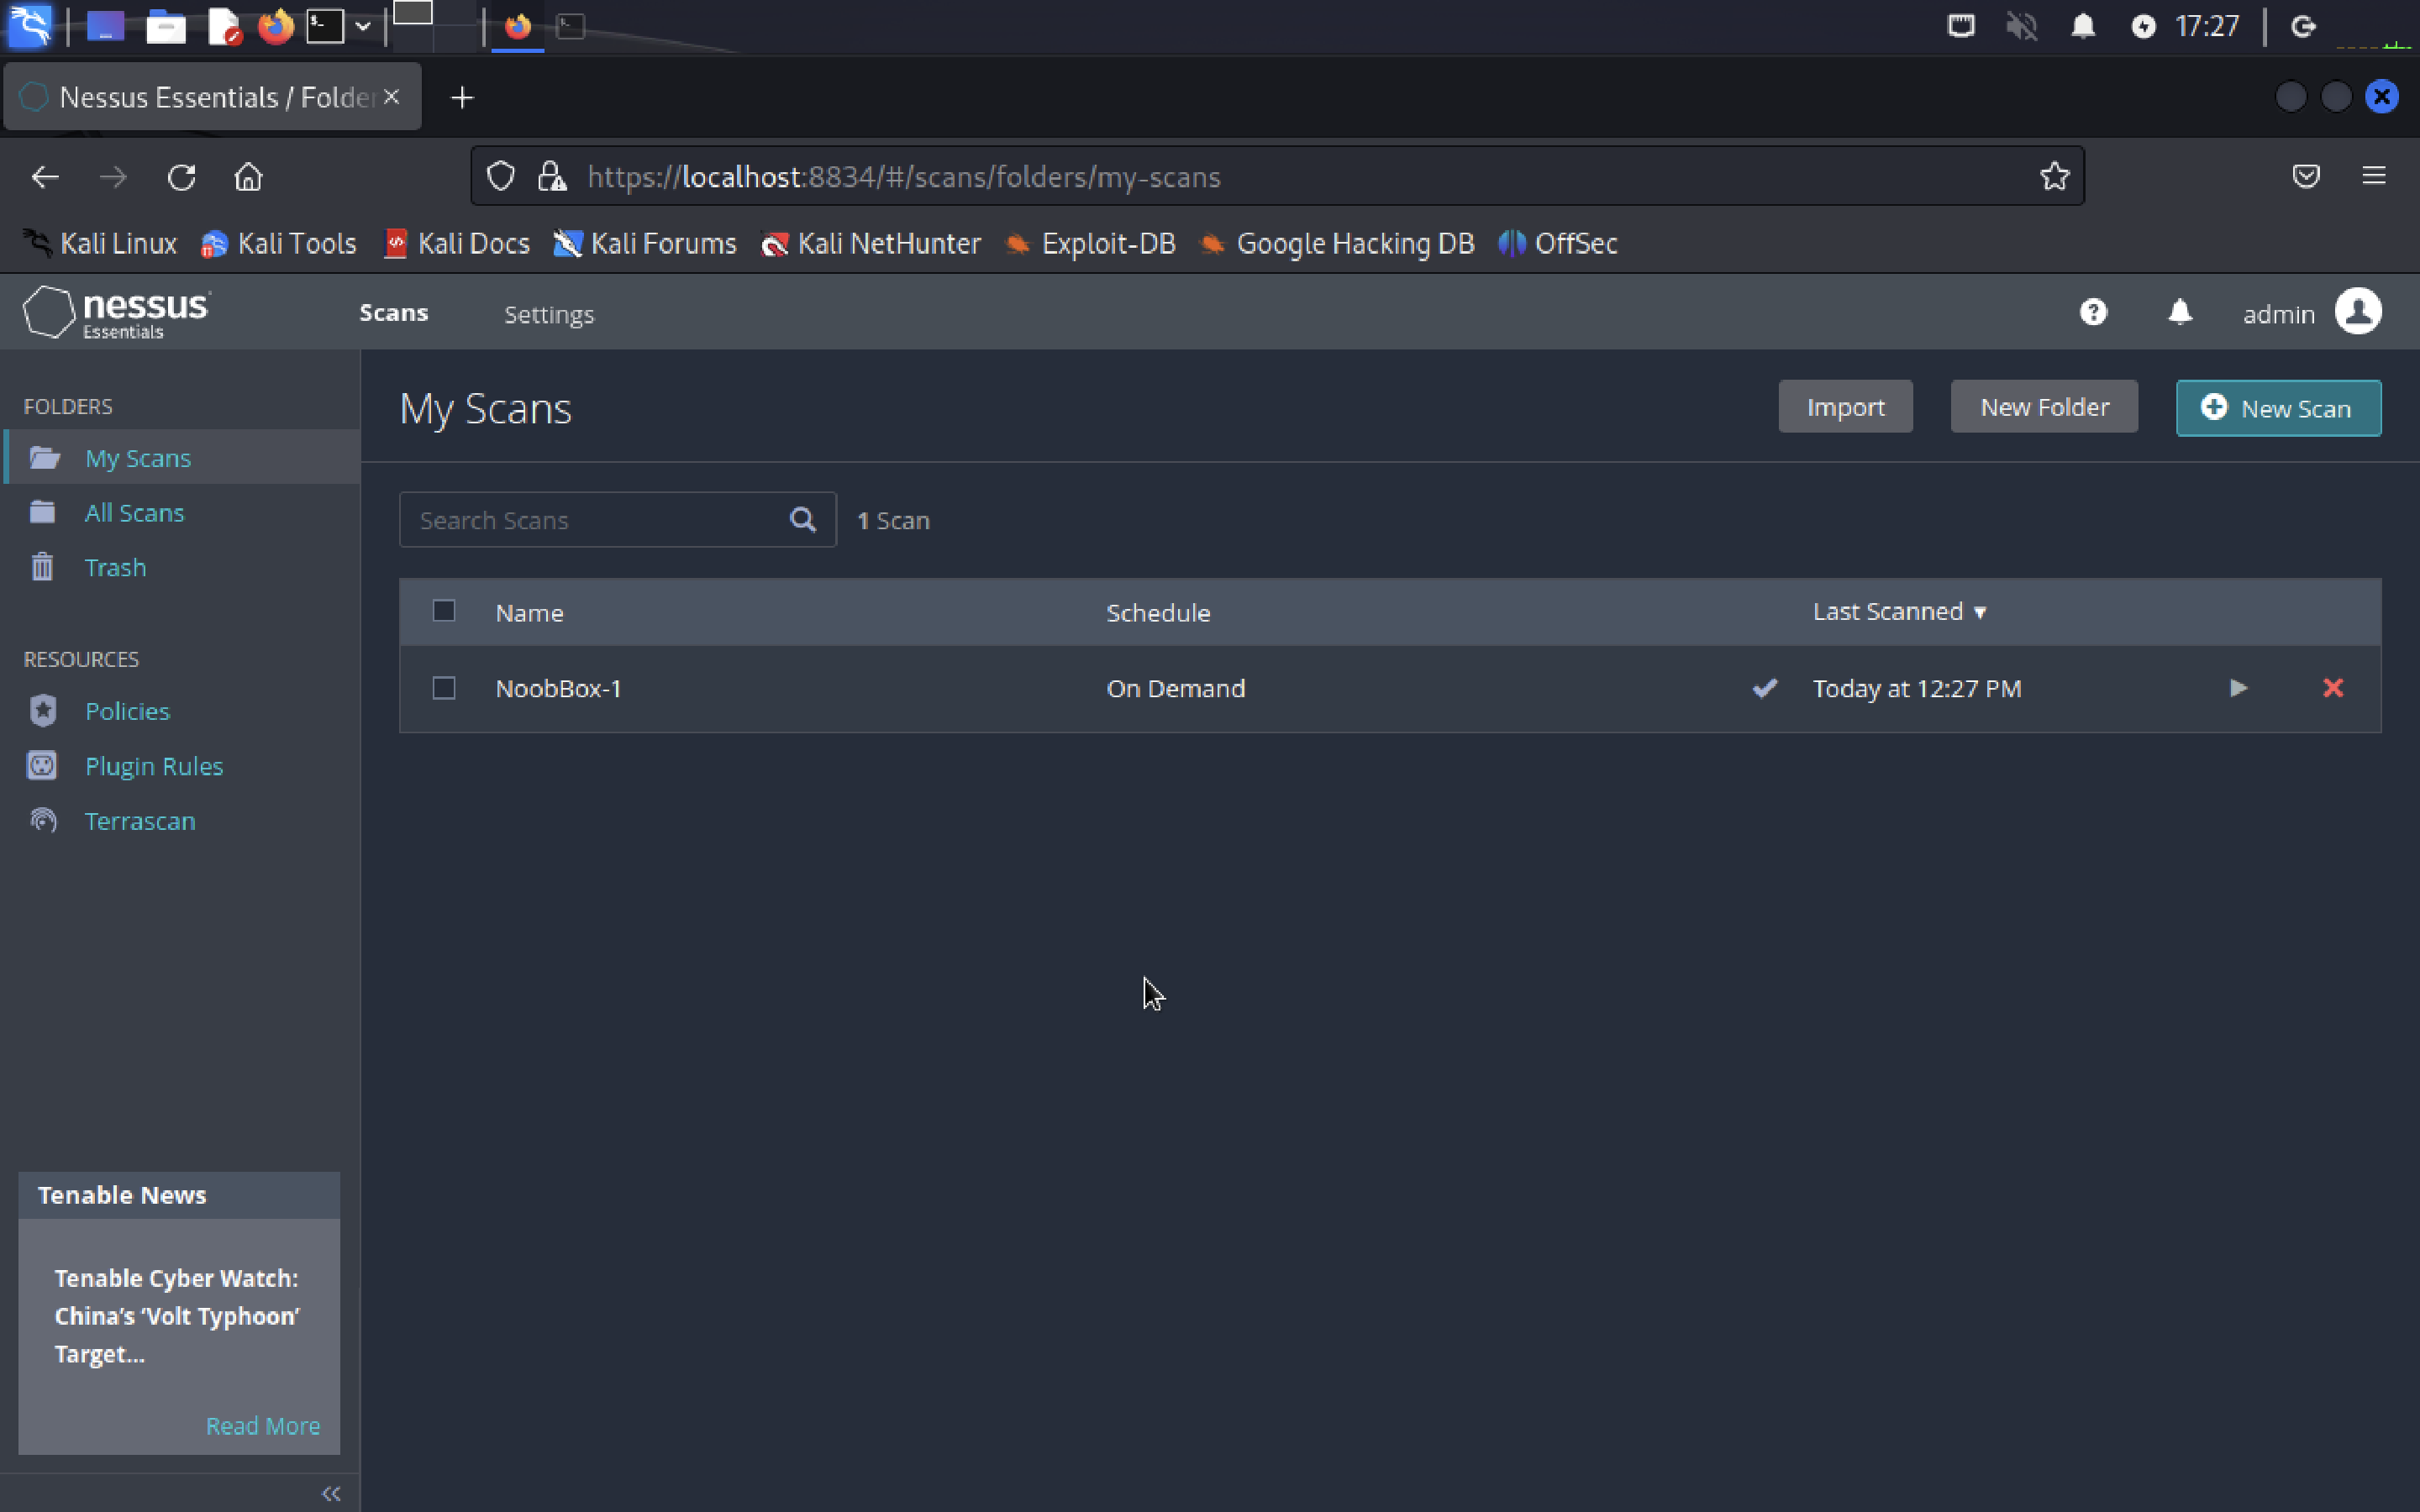 17:27
Nessus Essentials / Folder
https://localhost:8834/#/scans/folders/my-scans
Kali Linux Kali Tools Kali Docs Kali Forums Kali NetHunter Exploit-DB Google Hacking DB OffSec
nessus
Essentials
Scans Settings admin
FOLDERS
My Scans
All Scans
Trash
RESOURCES
Policies
Plugin Rules
Terrascan
Tenable News
Tenable Cyber Watch:
China’s ‘Volt Typhoon’
Target...
Read More
My Scans
Import New Folder New Scan
Search Scans 1 Scan
Name Schedule Last Scanned ▼
NoobBox-1 On Demand Today at 12:27 PM